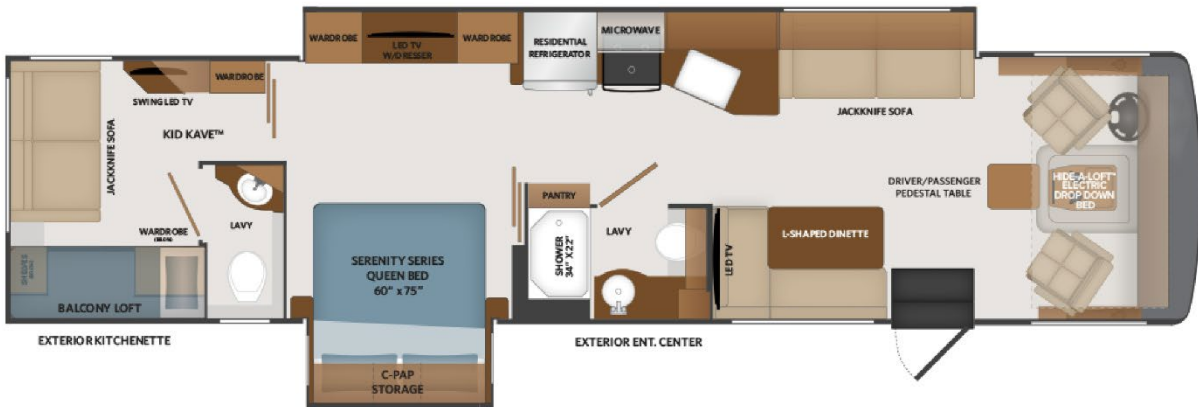 WARDROBE
LED TV
W/DRESSER
WARDROBE
RESIDENTIAL
REFRIGERATOR
MICROWAVE
WARDROBE
SWING LED TV
KID KAVE™
JACKKNIFE SOFA
JACKKNIFE SOFA
DRIVER/PASSENGER
PEDESTAL TABLE
HIDE-A-LOFT™
ELECTRIC
DROP DOWN
BED
PANTRY
SHOWER
34" X 22"
LAVY
LAVY
WARDROBE
SERENITY SERIES
QUEEN BED
60" x 75"
L-SHAPED DINETTE
LED TV
SHELVES
BALCONY LOFT
EXTERIOR KITCHENETTE
EXTERIOR ENT. CENTER
C-PAP
STORAGE